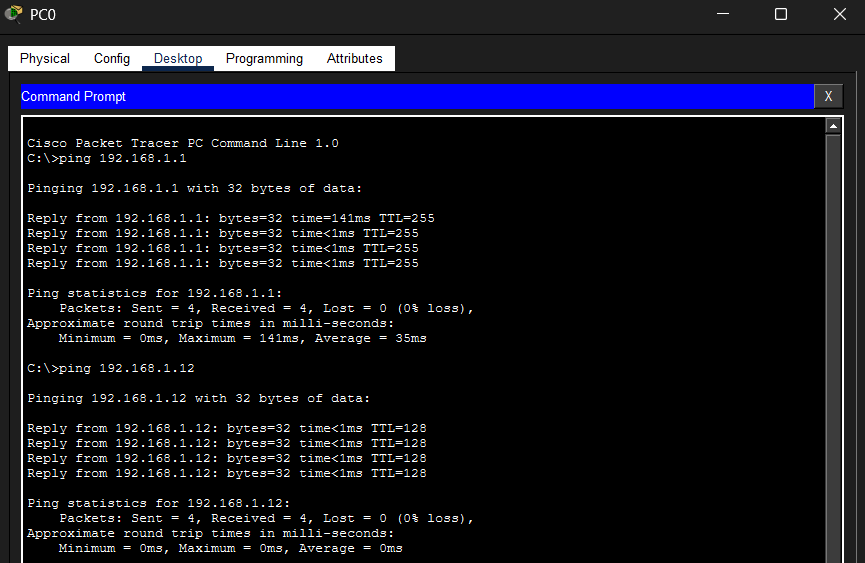 PC0
Physical Config Desktop Programming Attributes
Command Prompt X
Cisco Packet Tracer PC Command Line 1.0
C:\>ping 192.168.1.1
Pinging 192.168.1.1 with 32 bytes of data:
Reply from 192.168.1.1: bytes=32 time=141ms TTL=255
Reply from 192.168.1.1: bytes=32 time<1ms TTL=255
Reply from 192.168.1.1: bytes=32 time<1ms TTL=255
Reply from 192.168.1.1: bytes=32 time<1ms TTL=255
Ping statistics for 192.168.1.1:
    Packets: Sent = 4, Received = 4, Lost = 0 (0% loss),
Approximate round trip times in milli-seconds:
    Minimum = 0ms, Maximum = 141ms, Average = 35ms
C:\>ping 192.168.1.12
Pinging 192.168.1.12 with 32 bytes of data:
Reply from 192.168.1.12: bytes=32 time<1ms TTL=128
Reply from 192.168.1.12: bytes=32 time<1ms TTL=128
Reply from 192.168.1.12: bytes=32 time<1ms TTL=128
Reply from 192.168.1.12: bytes=32 time<1ms TTL=128
Ping statistics for 192.168.1.12:
    Packets: Sent = 4, Received = 4, Lost = 0 (0% loss),
Approximate round trip times in milli-seconds:
    Minimum = 0ms, Maximum = 0ms, Average = 0ms